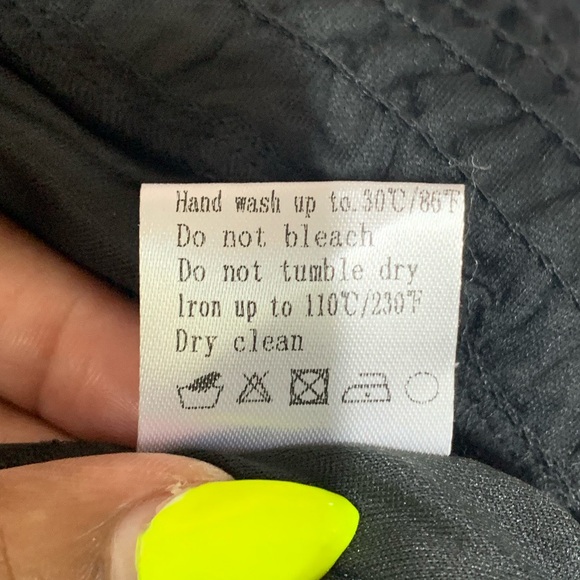 Hand wash up to 30℃/86℉
Do not bleach
Do not tumble dry
Iron up to 110℃/230℉
Dry clean